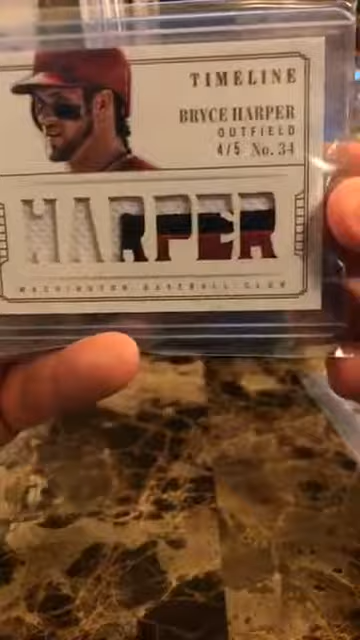 TIMELINE
BRYCE HARPER
OUTFIELD
4/5 No. 34
HARPER
WASHINGTON BASEBALL CLUB